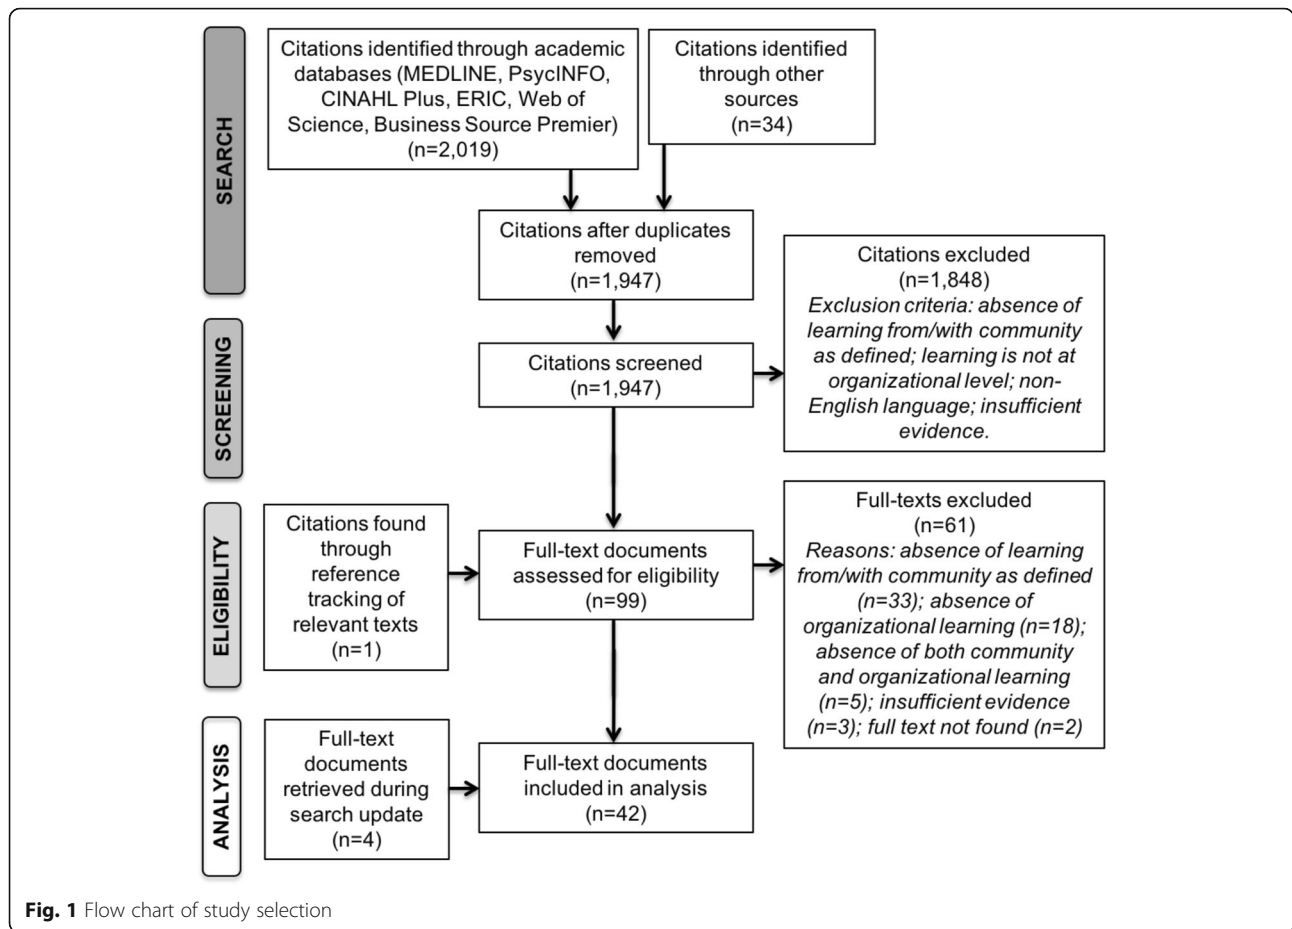 SEARCH
Citations identified through academic
databases (MEDLINE, PsycINFO,
CINAHL Plus, ERIC, Web of
Science, Business Source Premier)
(n=2,019)
Citations identified
through other
sources
(n=34)
Citations after duplicates
removed
(n=1,947)
SCREENING
Citations screened
(n=1,947)
Citations excluded
(n=1,848)
Exclusion criteria: absence of
learning from/with community
as defined; learning is not at
organizational level; non-
English language; insufficient
evidence.
ELIGIBILITY
Citations found
through
reference
tracking of
relevant texts
(n=1)
Full-text documents
assessed for eligibility
(n=99)
Full-texts excluded
(n=61)
Reasons: absence of learning
from/with community as defined
(n=33); absence of
organizational learning (n=18);
absence of both community
and organizational learning
(n=5); insufficient evidence
(n=3); full text not found (n=2)
ANALYSIS
Full-text
documents
retrieved during
search update
(n=4)
Full-text documents
included in analysis
(n=42)
Fig. 1 Flow chart of study selection